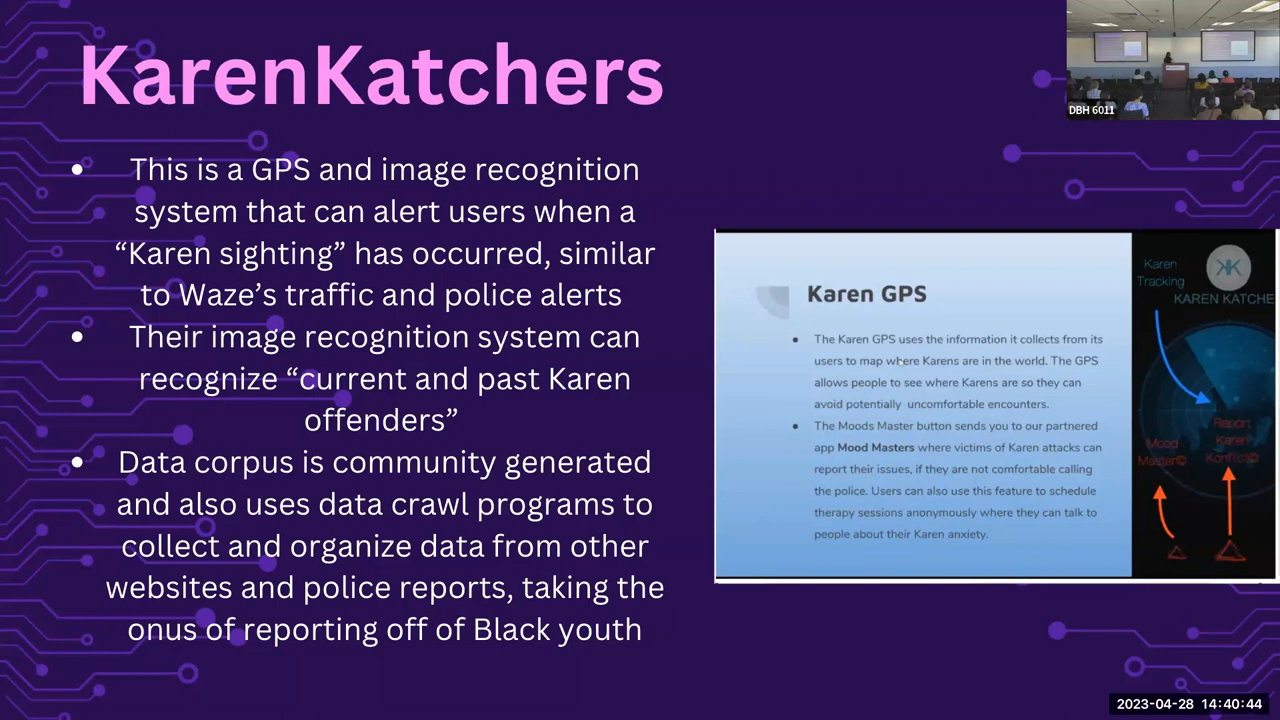 KarenKatchers
DBH 6011
• This is a GPS and image recognition
system that can alert users when a
“Karen sighting” has occurred, similar
to Waze’s traffic and police alerts
• Their image recognition system can
recognize “current and past Karen
offenders”
• Data corpus is community generated
and also uses data crawl programs to
collect and organize data from other
websites and police reports, taking the
onus of reporting off of Black youth
Karen GPS
• The Karen GPS uses the information it collects from its
users to map where Karens are in the world. The GPS
allows people to see where Karens are so they can
avoid potentially uncomfortable encounters.
• The Moods Master button sends you to our partnered
app Mood Masters where victims of Karen attacks can
report their issues, if they are not comfortable calling
the police. Users can also use this feature to schedule
therapy sessions anonymously where they can talk to
people about their Karen anxiety.
Karen
Tracking
KAREN KATCHE
Mood
Master©
Report
Karen
Konflict©
2023-04-28 14:40:44